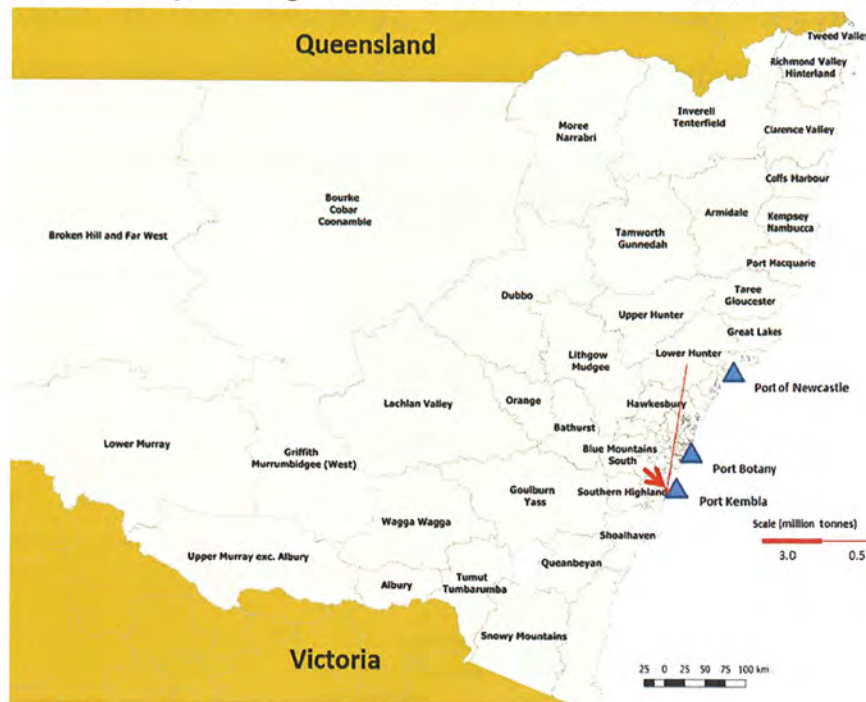 Queensland
Tweed Valley
Richmond Valley
Hinterland
Inverell
Tenterfield
Moree
Narrabri
Clarence Valley
Coffs Harbour
Bourke
Cobar
Coonamble
Armidale
Kempsey
Nambucca
Broken Hill and Far West
Tamworth
Gunnedah
Port Macquarie
Taree
Gloucester
Dubbo
Upper Hunter
Great Lakes
Lithgow
Mudgee
Lower Hunter
Port of Newcastle
Orange
Hawkesbury
Lachlan Valley
Bathurst
Lower Murray
Griffith
Murrumbidgee (West)
Blue Mountains
South
Port Botany
Goulburn
Yass
Southern Highland
Port Kembla
Wagga Wagga
Scale (million tonnes)
3.0 0.5
Shoalhaven
Upper Murray exc. Albury
Queanbeyan
Albury
Tumut
Tumbarumba
Snowy Mountains
Victoria
25 0 25 50 75 100 km